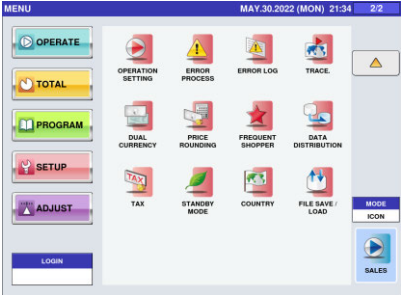 MENU MAY.30.2022 (MON) 21:34 2/2
OPERATE
TOTAL
PROGRAM
SETUP
ADJUST
LOGIN
OPERATION
SETTING
ERROR
PROCESS
ERROR LOG
TRACE.
DUAL
CURRENCY
PRICE
ROUNDING
FREQUENT
SHOPPER
DATA
DISTRIBUTION
TAX
TAX
STANDBY
MODE
COUNTRY
FILE SAVE /
LOAD
MODE
ICON
SALES